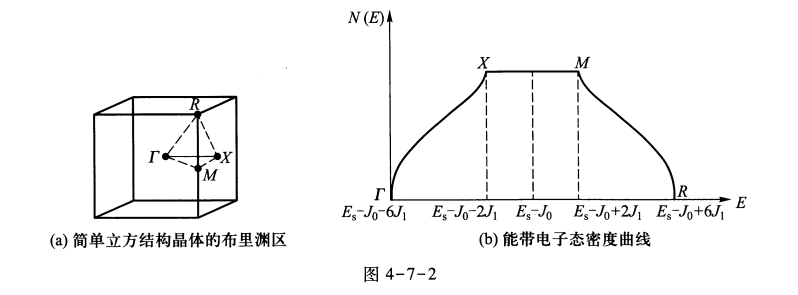 N(E)
X
M
R
Γ
X
M
Γ
R
E
Eₛ-J₀-6J₁
Eₛ-J₀-2J₁
Eₛ-J₀
Eₛ-J₀+2J₁
Eₛ-J₀+6J₁
(a) 简单立方结构晶体的布里渊区
(b) 能带电子态密度曲线
图 4-7-2